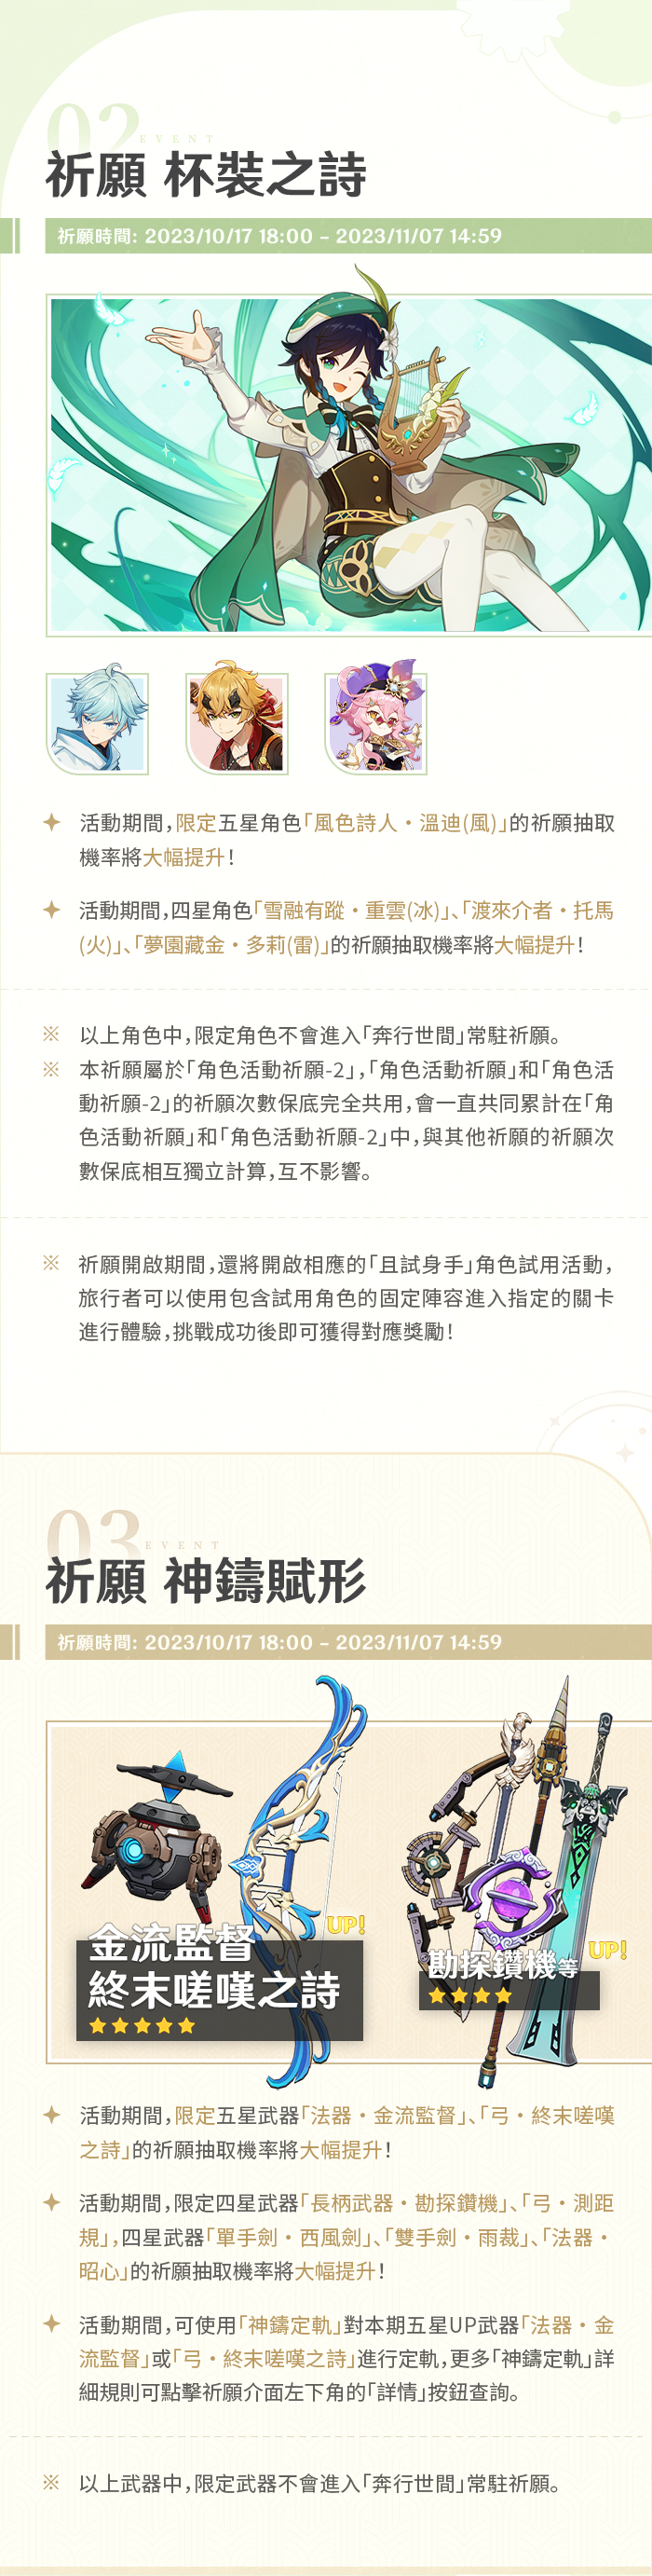 02
EVENT
祈願 杯裝之詩
祈願時間: 2023/10/17 18:00 – 2023/11/07 14:59
活動期間,限定五星角色「風色詩人・溫迪(風)」的祈願抽取
機率將大幅提升!
活動期間,四星角色「雪融有蹤・重雲(冰)」、「渡來介者・托馬
(火)」、「夢園藏金・多莉(雷)」的祈願抽取機率將大幅提升!
※ 以上角色中,限定角色不會進入「奔行世間」常駐祈願。
※ 本祈願屬於「角色活動祈願-2」,「角色活動祈願」和「角色活
動祈願-2」的祈願次數保底完全共用,會一直共同累計在「角
色活動祈願」和「角色活動祈願-2」中,與其他祈願的祈願次
數保底相互獨立計算,互不影響。
※ 祈願開啟期間,還將開啟相應的「且試身手」角色試用活動,
旅行者可以使用包含試用角色的固定陣容進入指定的關卡
進行體驗,挑戰成功後即可獲得對應獎勵!
03
EVENT
祈願 神鑄賦形
祈願時間: 2023/10/17 18:00 – 2023/11/07 14:59
金流監督
終末嗟嘆之詩
UP!
勘探鑽機等
UP!
活動期間,限定五星武器「法器・金流監督」、「弓・終末嗟嘆
之詩」的祈願抽取機率將大幅提升!
活動期間,限定四星武器「長柄武器・勘探鑽機」、「弓・測距
規」,四星武器「單手劍・西風劍」、「雙手劍・雨裁」、「法器・
昭心」的祈願抽取機率將大幅提升!
活動期間,可使用「神鑄定軌」對本期五星UP武器「法器・金
流監督」或「弓・終末嗟嘆之詩」進行定軌,更多「神鑄定軌」詳
細規則可點擊祈願介面左下角的「詳情」按鈕查詢。
※ 以上武器中,限定武器不會進入「奔行世間」常駐祈願。